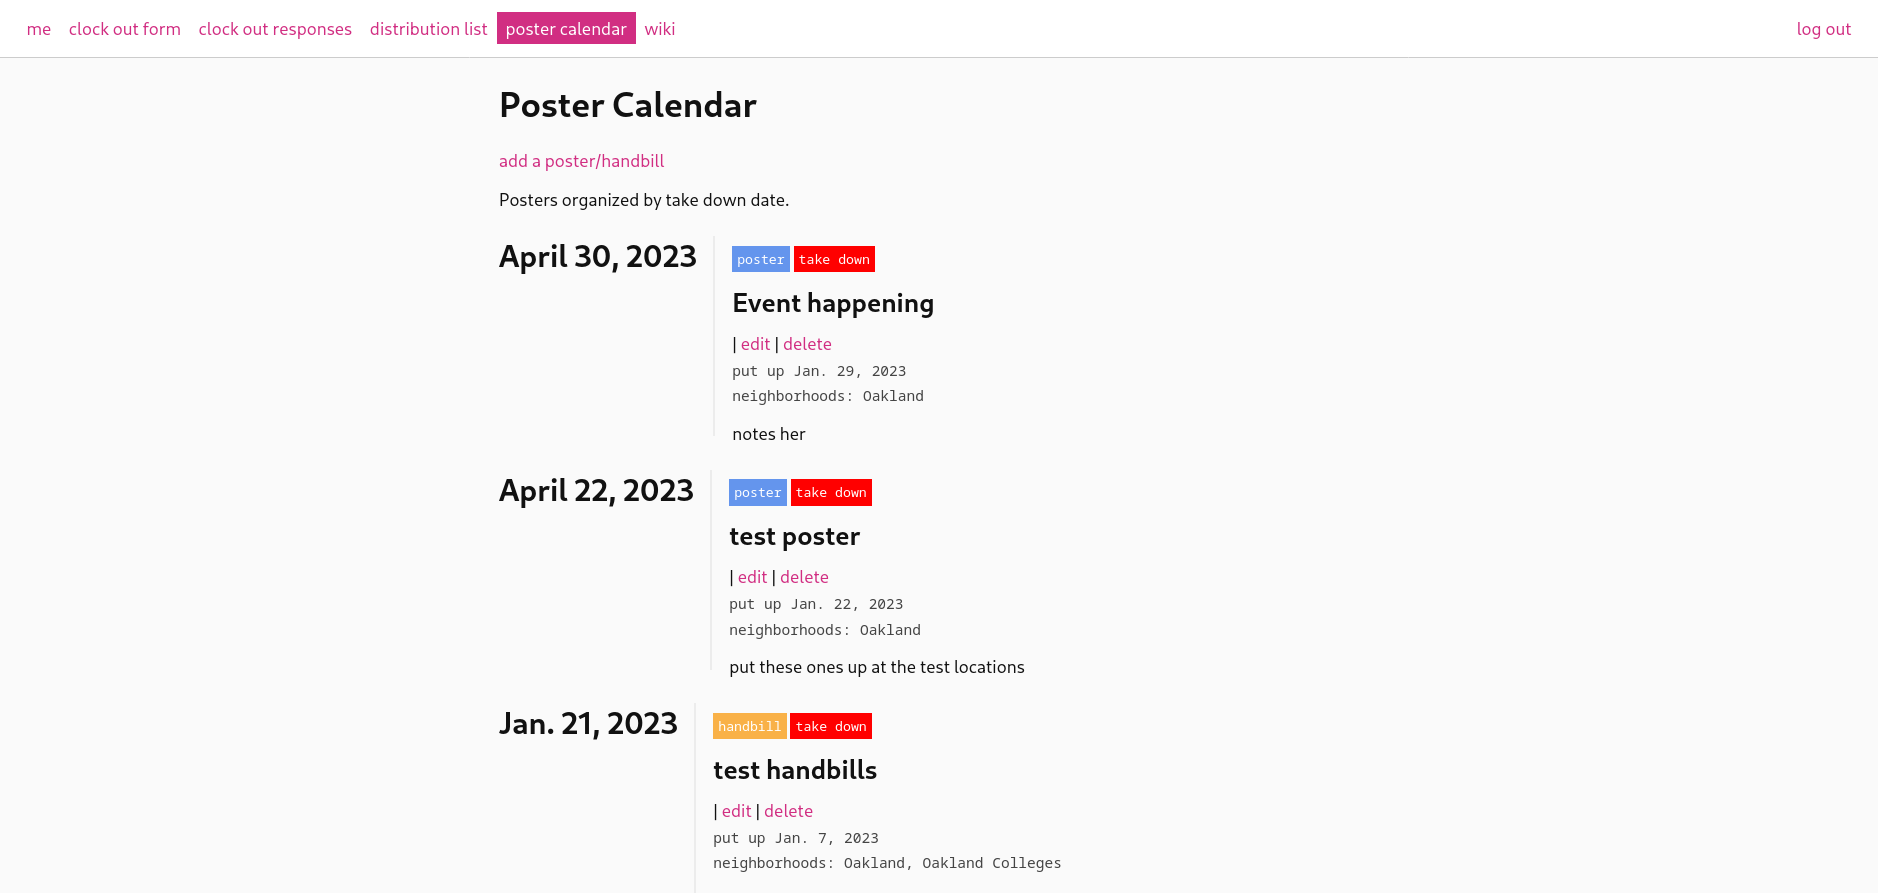 me clock out form clock out responses distribution list poster calendar wiki log out
Poster Calendar
add a poster/handbill
Posters organized by take down date.
April 30, 2023
poster take down
Event happening
| edit | delete
put up Jan. 29, 2023
neighborhoods: Oakland
notes her
April 22, 2023
poster take down
test poster
| edit | delete
put up Jan. 22, 2023
neighborhoods: Oakland
put these ones up at the test locations
Jan. 21, 2023
handbill take down
test handbills
| edit | delete
put up Jan. 7, 2023
neighborhoods: Oakland, Oakland Colleges